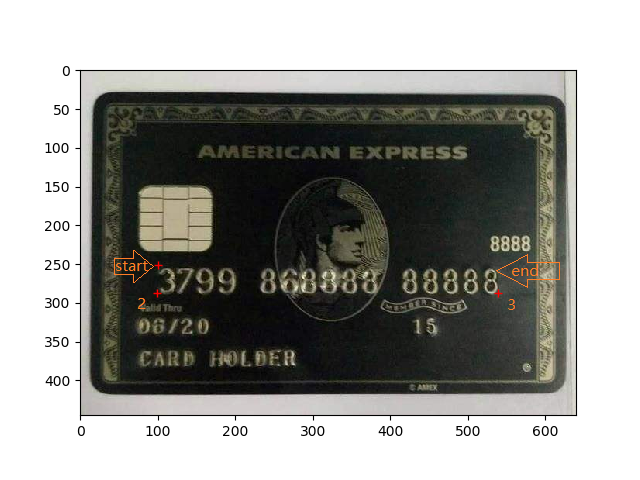 0
50
100
150
200
250
300
350
400
AMERICAN EXPRESS
8888
start
end
3799 868888 88888
2
3
Valid Thru
MEMBER SINCE
06/20
15
CARD HOLDER
® 
© AMEX
0 100 200 300 400 500 600